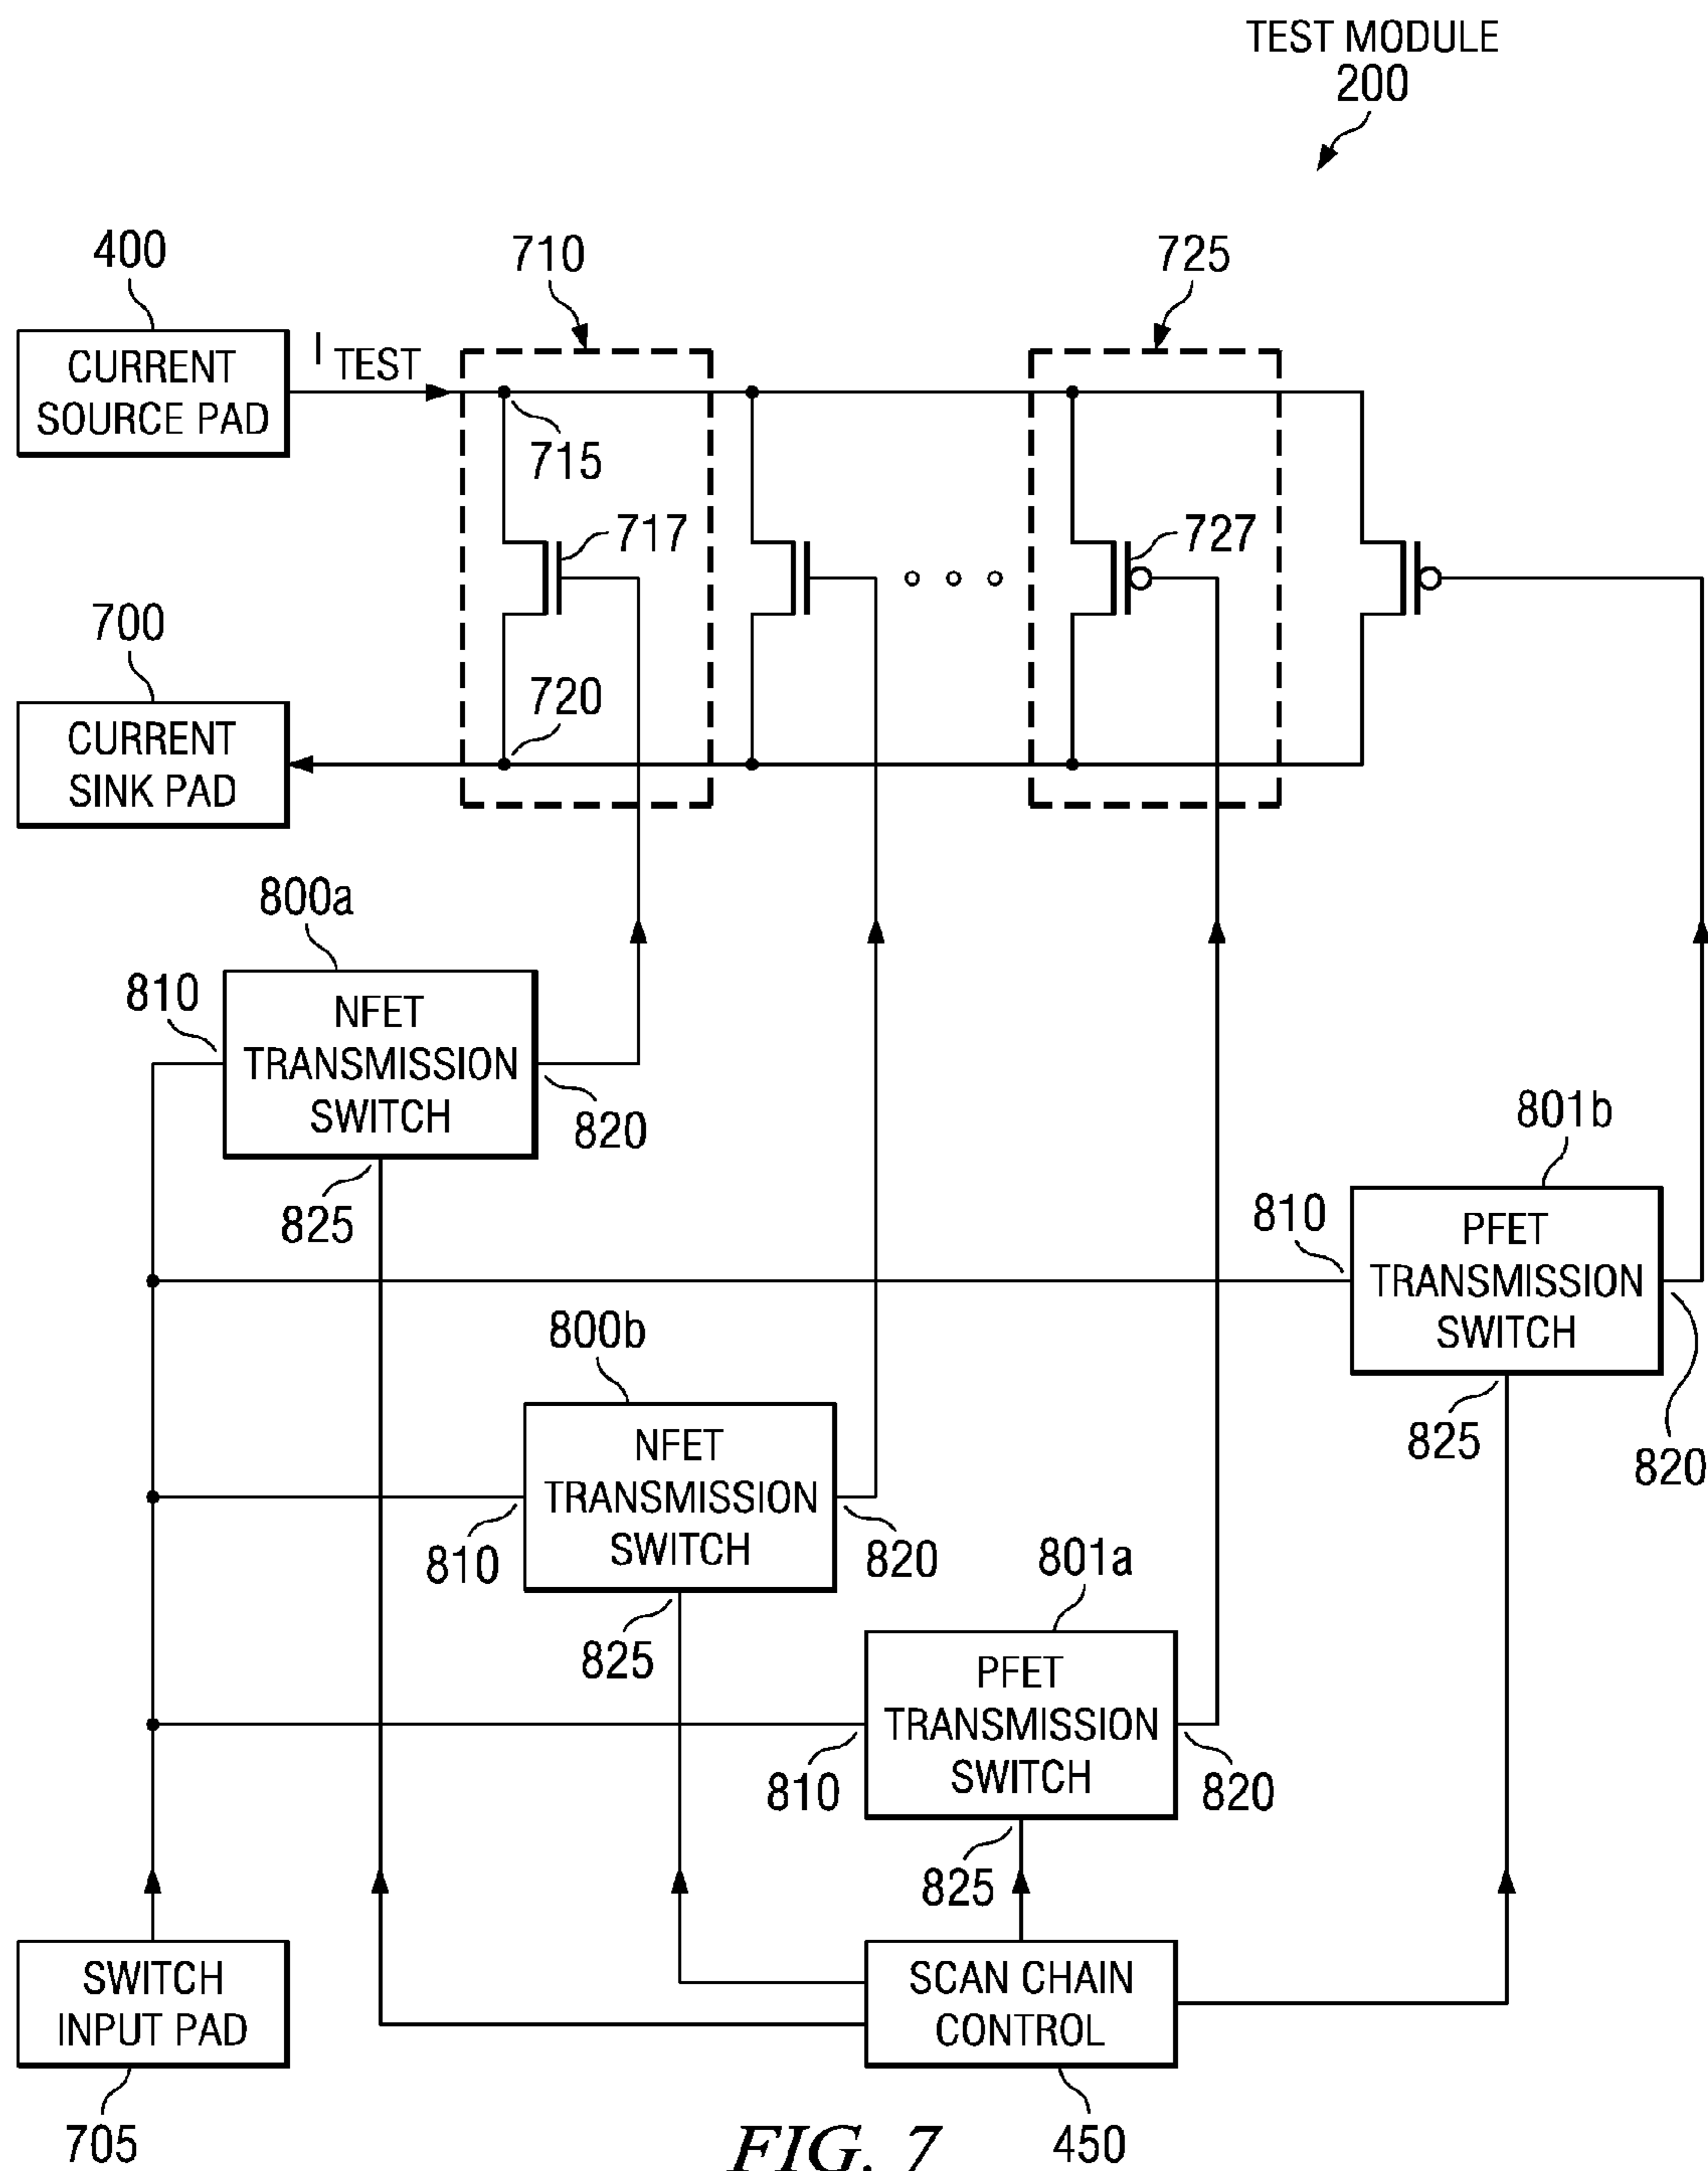 TEST MODULE
200
400
710
725
CURRENT
SOURCE PAD
I TEST
715
717
727
700
720
CURRENT
SINK PAD
800a
810
NFET
TRANSMISSION
SWITCH
820
825
801b
810
PFET
TRANSMISSION
SWITCH
825
820
800b
NFET
TRANSMISSION
SWITCH
810
820
825
801a
PFET
TRANSMISSION
SWITCH
810
820
825
SWITCH
INPUT PAD
SCAN CHAIN
CONTROL
705
450
FIG. 7